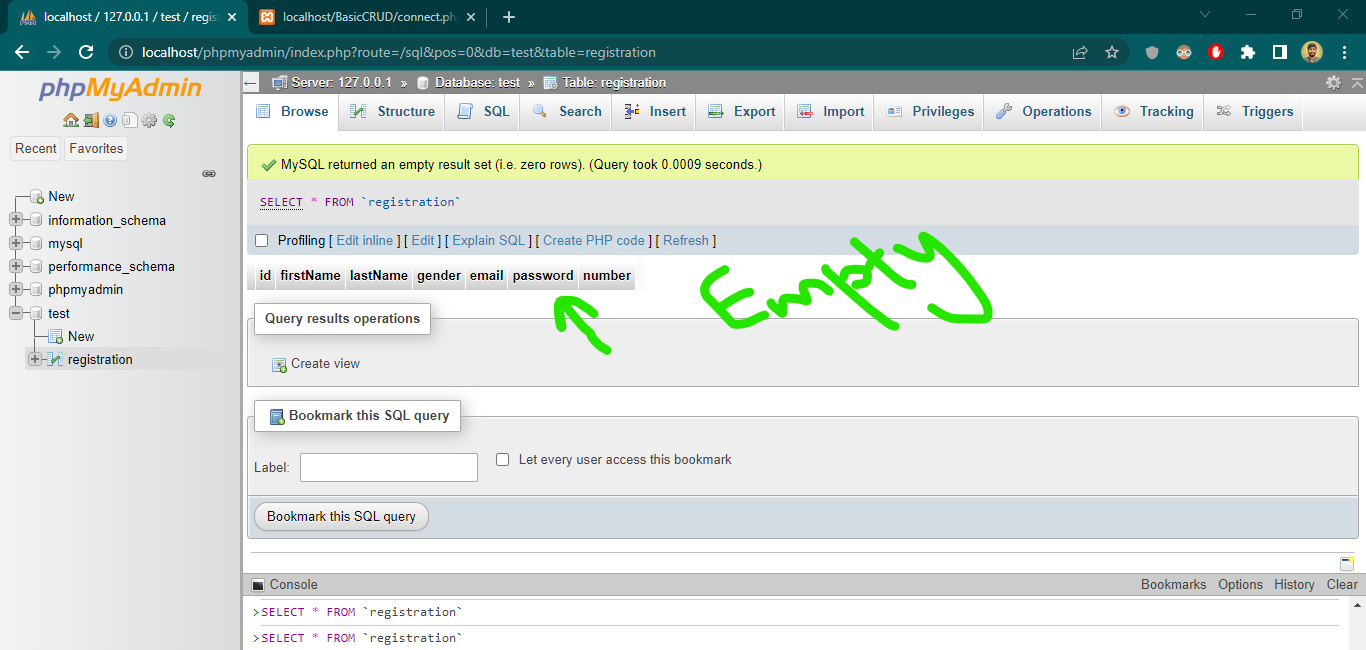 localhost / 127.0.0.1 / test / regist
localhost/BasicCRUD/connect.ph
localhost/phpmyadmin/index.php?route=/sql&pos=0&db=test&table=registration
phpMyAdmin
Recent Favorites
New
information_schema
mysql
performance_schema
phpmyadmin
test
New
registration
Server: 127.0.0.1 » Database: test » Table: registration
Browse Structure SQL Search Insert Export Import Privileges Operations Tracking Triggers
MySQL returned an empty result set (i.e. zero rows). (Query took 0.0009 seconds.)
SELECT * FROM `registration`
Profiling [ Edit inline ] [ Edit ] [ Explain SQL ] [ Create PHP code ] [ Refresh ]
id firstName lastName gender email password number
Empty
Query results operations
Create view
Bookmark this SQL query
Label:
Let every user access this bookmark
Bookmark this SQL query
Console
Bookmarks Options History Clear
>SELECT * FROM `registration`
>SELECT * FROM `registration`